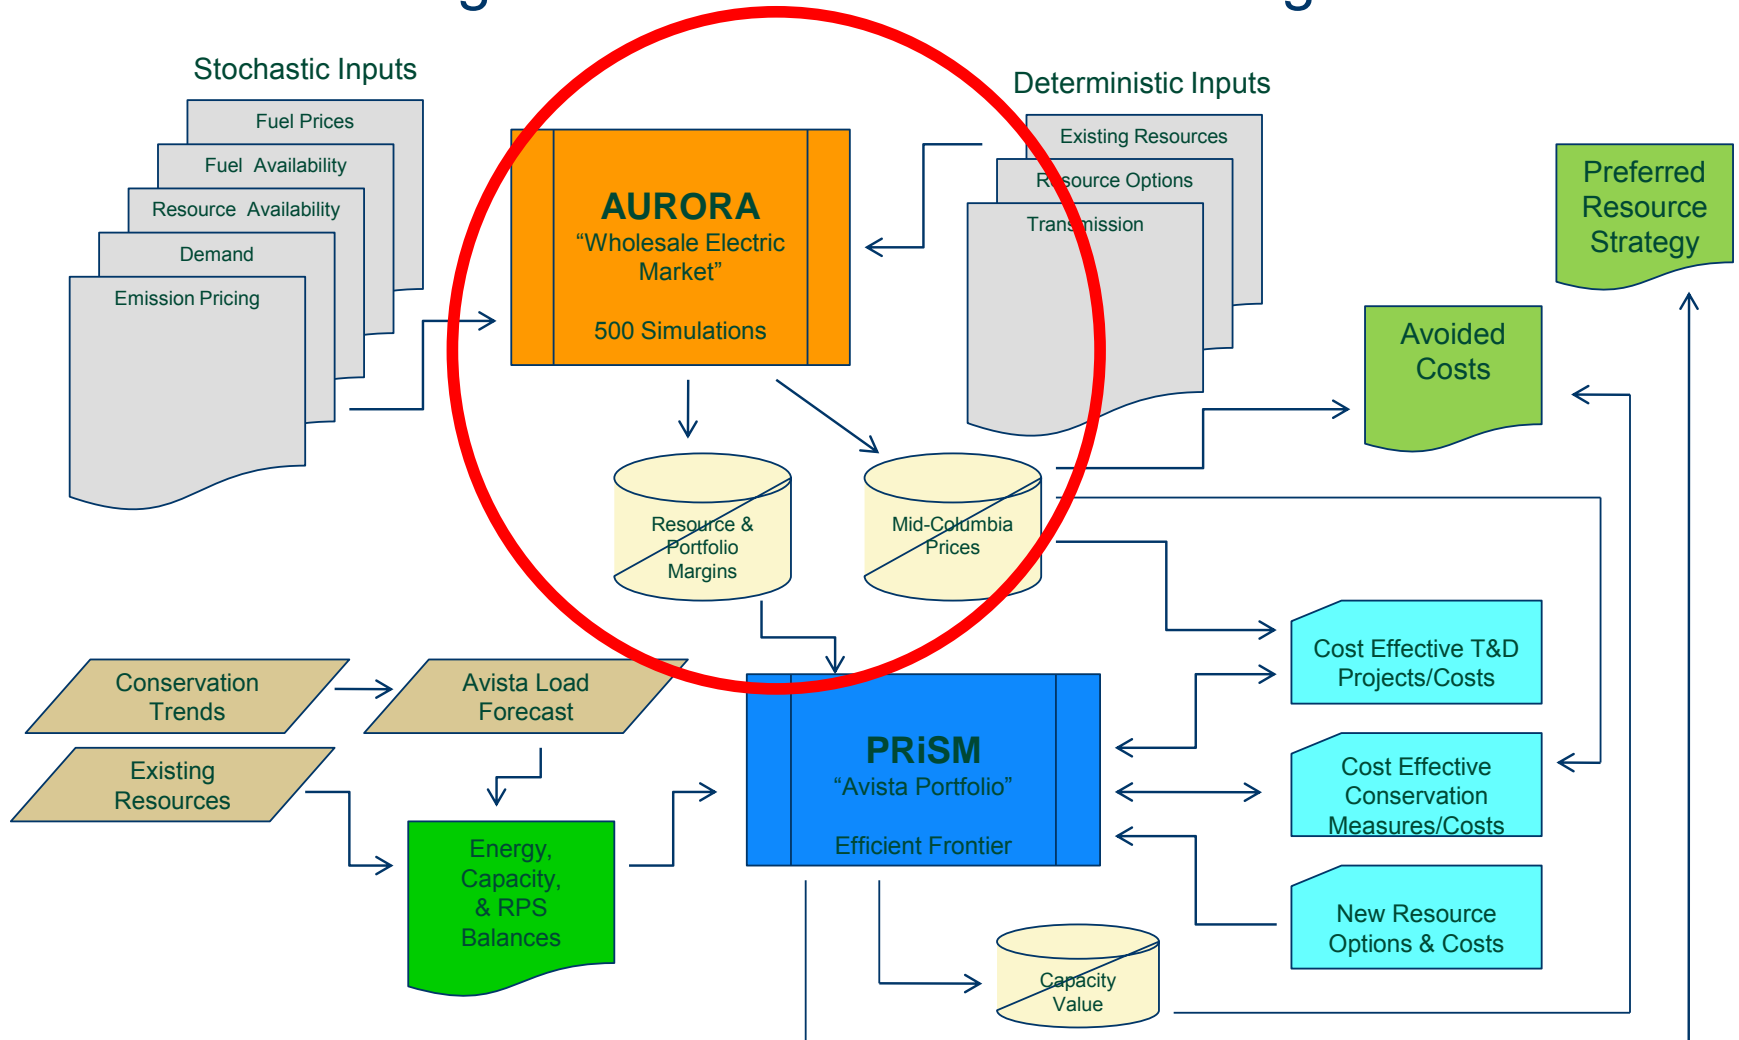 Stochastic Inputs
Deterministic Inputs
Fuel Prices
Fuel Availability
Resource Availability
Demand
Emission Pricing
AURORA
“Wholesale Electric
Market”
500 Simulations
Existing Resources
Resource Options
Transmission
Preferred
Resource
Strategy
Avoided
Costs
Resource &
Portfolio
Margins
Mid-Columbia
Prices
Conservation
Trends
Avista Load
Forecast
Existing
Resources
Energy,
Capacity,
& RPS
Balances
PRiSM
“Avista Portfolio”
Efficient Frontier
Cost Effective T&D
Projects/Costs
Cost Effective
Conservation
Measures/Costs
New Resource
Options & Costs
Capacity
Value